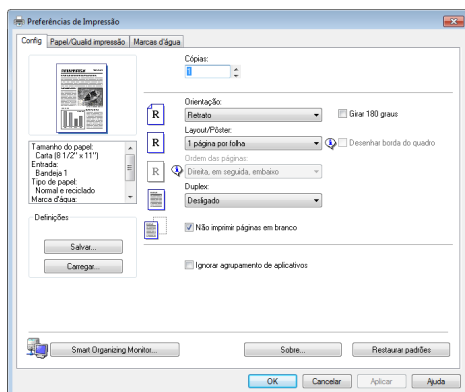 Preferências de Impressão
Config
Papel/Qualid impressão
Marcas d'água
Cópias:
1
Orientação:
R
Retrato
Girar 180 graus
Layout/Pôster:
R
1 página por folha
Desenhar borda do quadro
Ordem das páginas:
R
Direita, em seguida, embaixo
Duplex:
Desligado
Não imprimir páginas em branco
Ignorar agrupamento de aplicativos
Tamanho do papel:
Carta (8 1/2" x 11")
Entrada:
Bandeja 1
Tipo de papel:
Normal e reciclado
Marca d'água:
Definições
Salvar...
Carregar...
Smart Organizing Monitor...
Sobre...
Restaurar padrões
OK
Cancelar
Aplicar
Ajuda